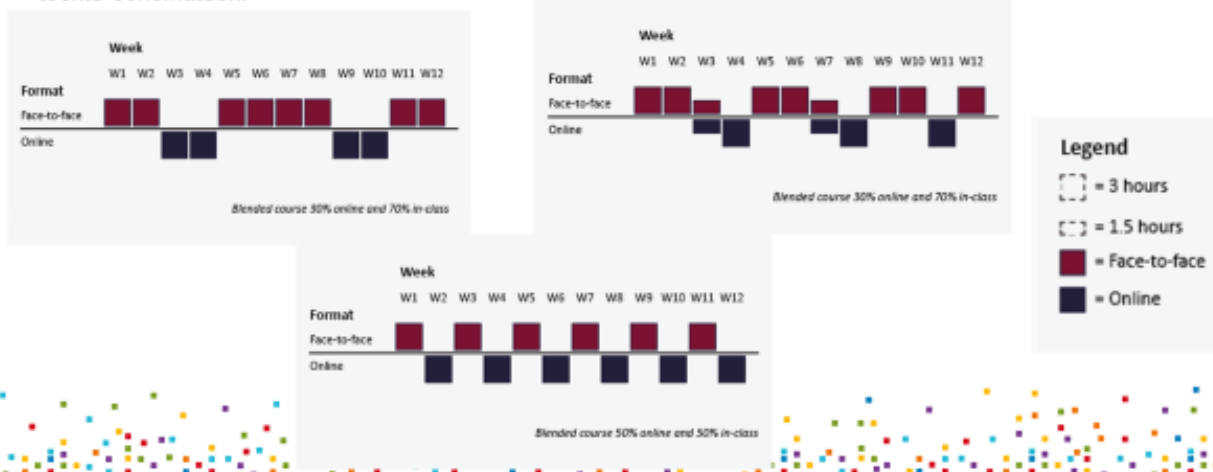 Week
W1 W2 W3 W4 W5 W6 W7 W8 W9 W10 W11 W12
Format
Face-to-face
Online
Blended course 30% online and 70% in-class
Week
W1 W2 W3 W4 W5 W6 W7 W8 W9 W10 W11 W12
Format
Face-to-face
Online
Blended course 30% online and 70% in-class
Week
W1 W2 W3 W4 W5 W6 W7 W8 W9 W10 W11 W12
Format
Face-to-face
Online
Blended course 50% online and 50% in-class
Legend
= 3 hours
= 1.5 hours
= Face-to-face
= Online